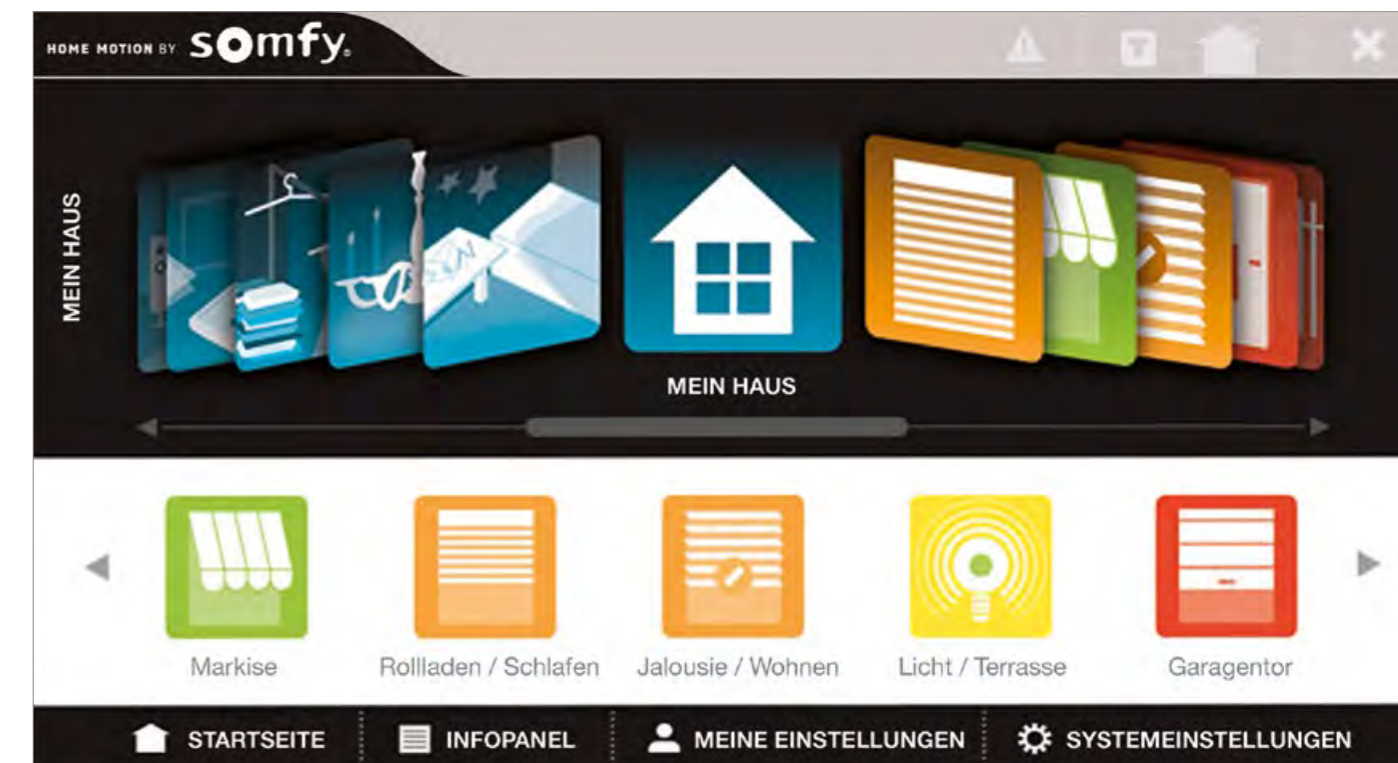 HOME MOTION BY somfy.
MEIN HAUS
MEIN HAUS
Markise
Rollladen / Schlafen
Jalousie / Wohnen
Licht / Terrasse
Garagentor
STARTSEITE
INFOPANEL
MEINE EINSTELLUNGEN
SYSTEMEINSTELLUNGEN